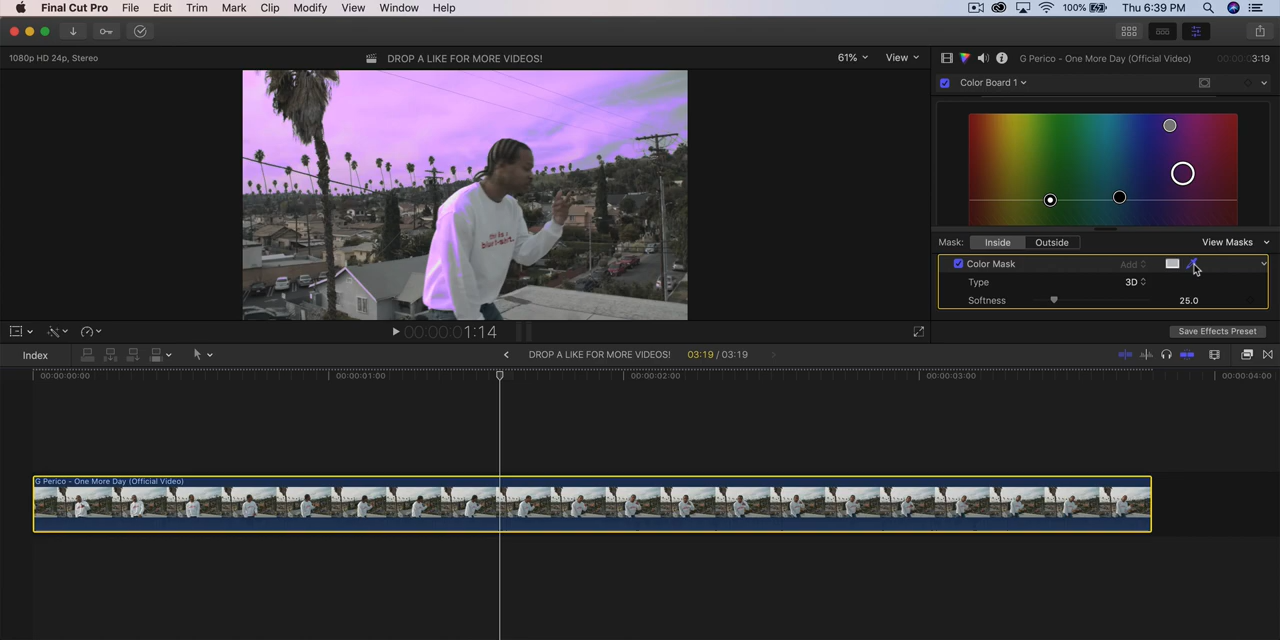 Final Cut Pro File Edit Trim Mark Clip Modify View Window Help 100% Thu 6:39 PM
1080p HD 24p, Stereo DROP A LIKE FOR MORE VIDEOS! 61% View G Perico - One More Day (Official Video) 00:00:03:19
Color Board 1
Mask: Inside Outside View Masks
Color Mask Add
Type 3D
Softness 25.0
00:00:00:01:14 Save Effects Preset
Index DROP A LIKE FOR MORE VIDEOS! 03:19 / 03:19
00:00:00:00 00:00:01:00 00:00:02:00 00:00:03:00 00:00:04:00
G Perico - One More Day (Official Video)